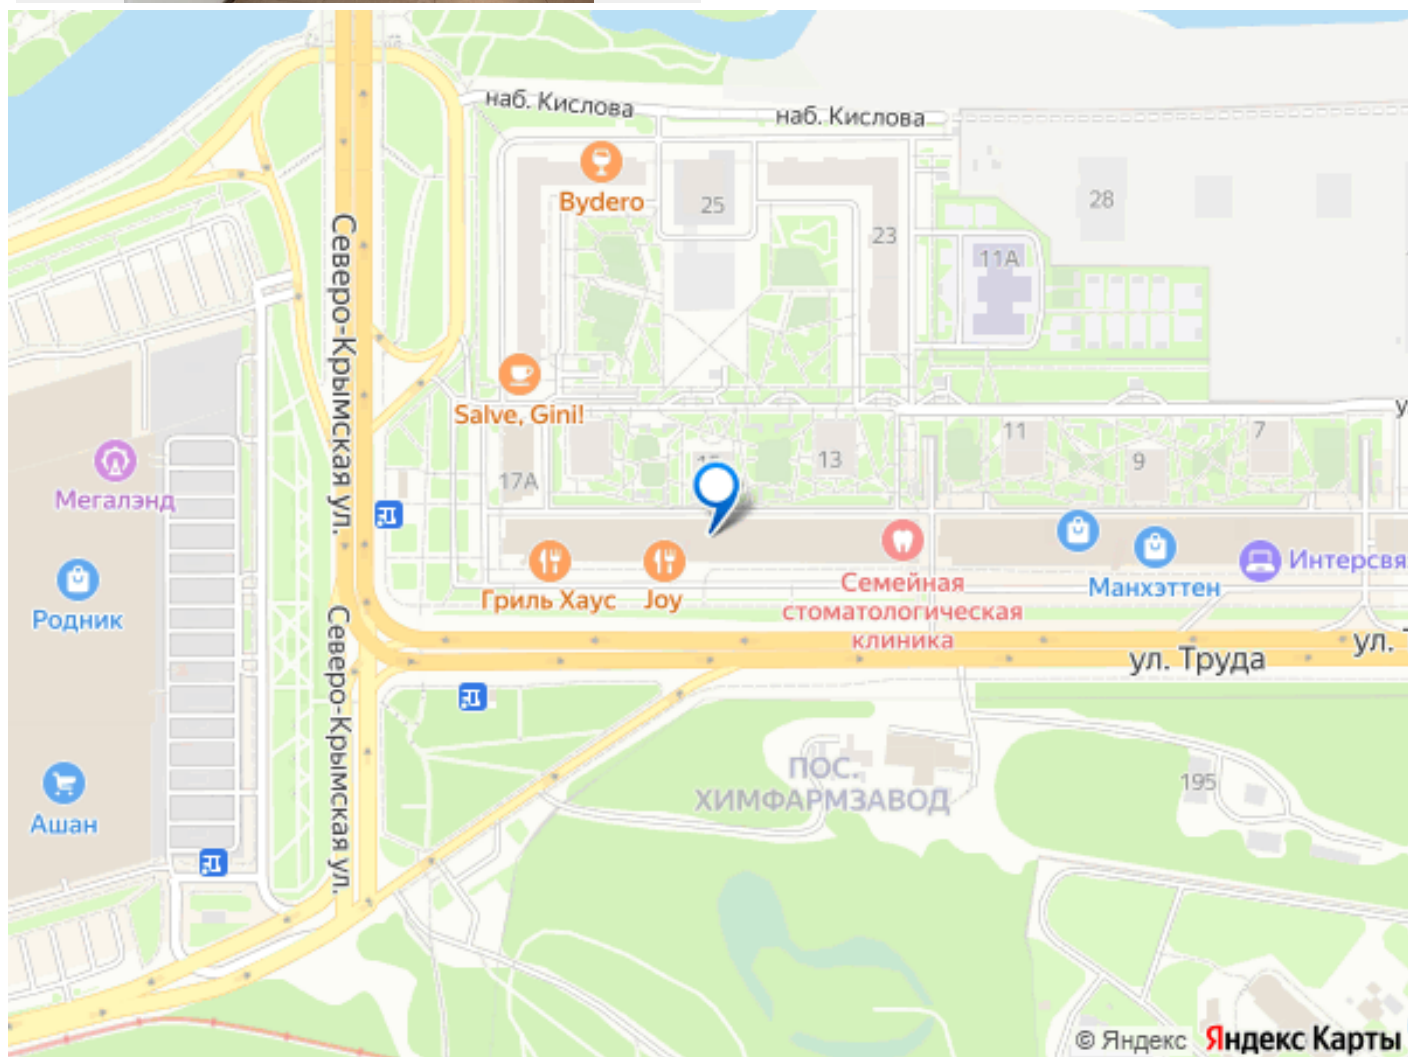 наб. Кислова
наб. Кислова
Bydero
25
28
23
11А
Северо-Крымская ул.
Salve, Gini!
11
7
13
9
17А
Мегалэнд
Родник
Гриль Хаус
Joy
Семейная
стоматологическая
клиника
Манхэттен
Интерсвя
Северо-Крымская ул.
ул. Труда
ул.
ПОС.
ХИМФАРМЗАВОД
195
Ашан
© Яндекс Яндекс Карты